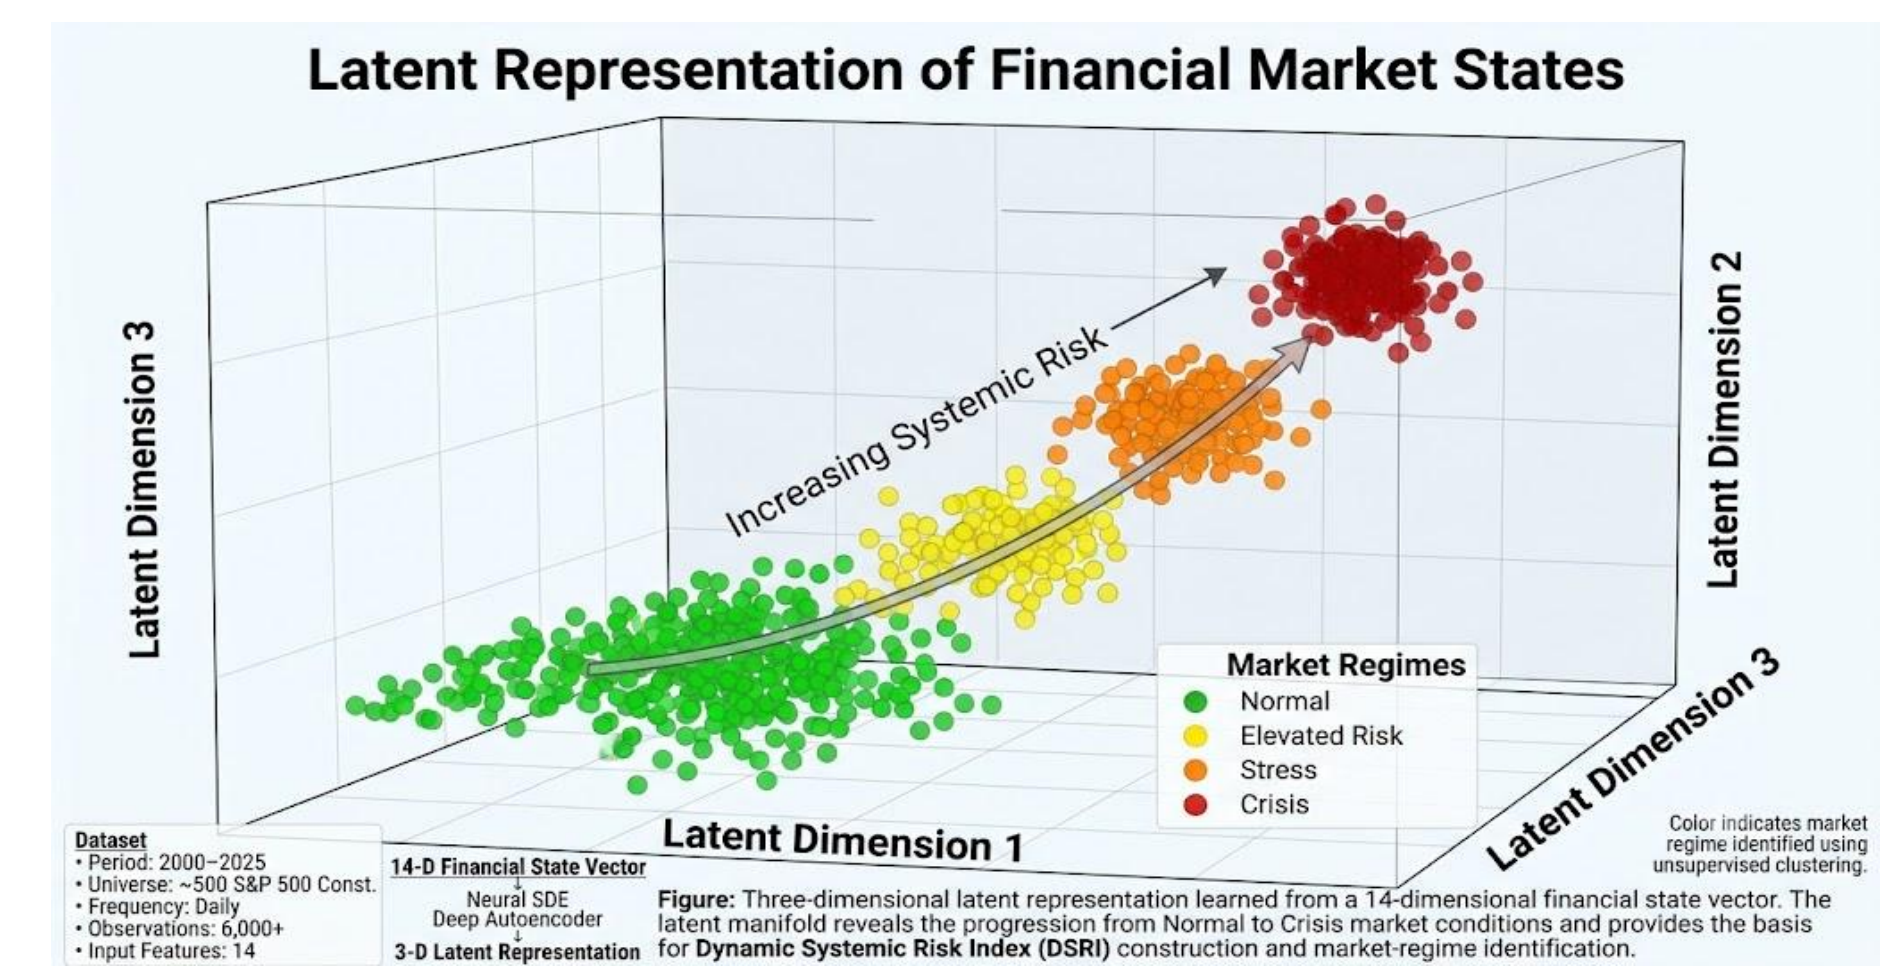 Latent Representation of Financial Market States
Latent Dimension 3
Increasing Systemic Risk
Latent Dimension 2
Market Regimes
Normal
Elevated Risk
Stress
Crisis
Latent Dimension 1
Latent Dimension 3
Color indicates market
regime identified using
unsupervised clustering.
Dataset
• Period: 2000–2025
• Universe: ~500 S&P 500 Const.
• Frequency: Daily
• Observations: 6,000+
• Input Features: 14
14-D Financial State Vector
↓
Neural SDE
Deep Autoencoder
↓
3-D Latent Representation
Figure: Three-dimensional latent representation learned from a 14-dimensional financial state vector. The
latent manifold reveals the progression from Normal to Crisis market conditions and provides the basis
for Dynamic Systemic Risk Index (DSRI) construction and market-regime identification.